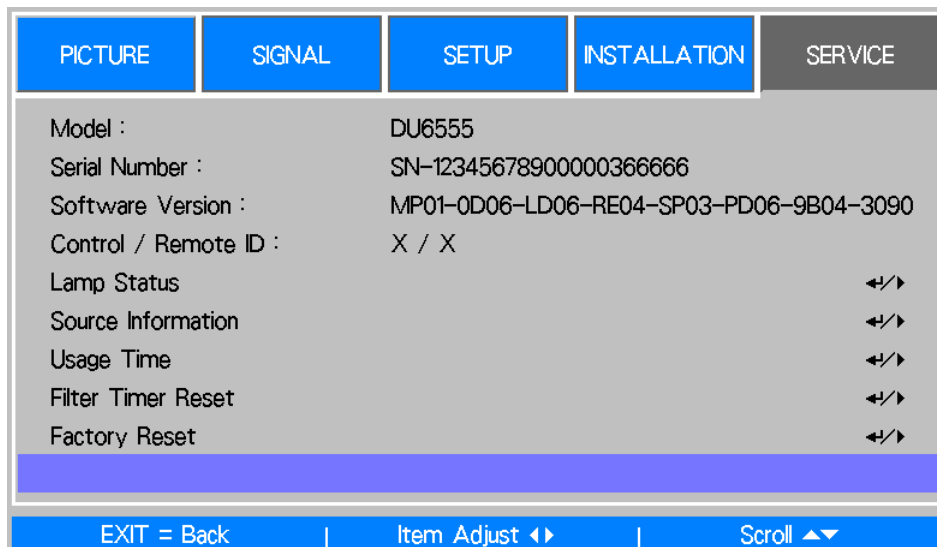 PICTURE SIGNAL SETUP INSTALLATION SERVICE
Model : DU6555
Serial Number : SN-12345678900000366666
Software Version : MP01-0D06-LD06-RE04-SP03-PD06-9B04-3090
Control / Remote ID : X / X
Lamp Status ↵/▶
Source Information ↵/▶
Usage Time ↵/▶
Filter Timer Reset ↵/▶
Factory Reset ↵/▶
EXIT = Back | Item Adjust ◀▶ | Scroll ▲▼